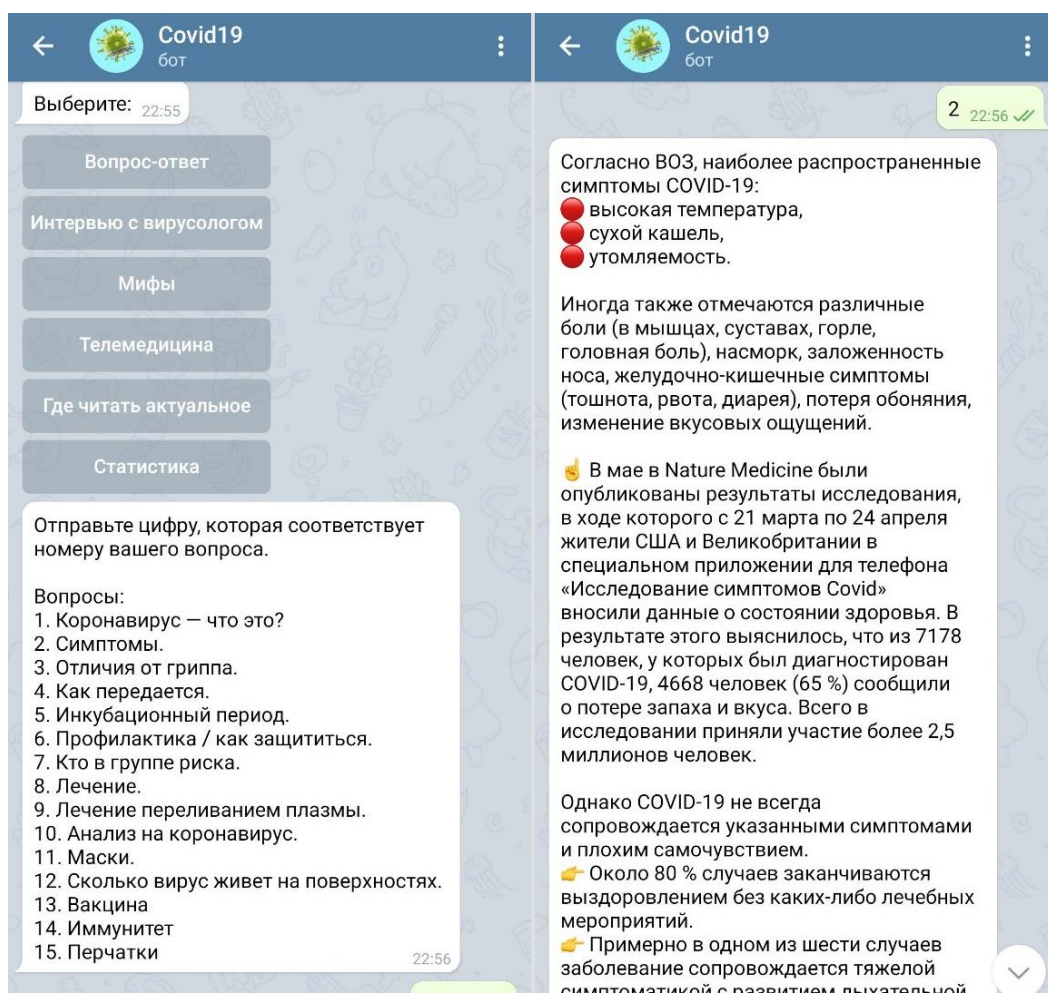 Covid19
бот
Выберите: 22:55
Вопрос-ответ
Интервью с вирусологом
Мифы
Телемедицина
Где читать актуальное
Статистика
Отправьте цифру, которая соответствует
номеру вашего вопроса.
Вопросы:
1. Коронавирус — что это?
2. Симптомы.
3. Отличия от гриппа.
4. Как передается.
5. Инкубационный период.
6. Профилактика / как защититься.
7. Кто в группе риска.
8. Лечение.
9. Лечение переливанием плазмы.
10. Анализ на коронавирус.
11. Маски.
12. Сколько вирус живет на поверхностях.
13. Вакцина
14. Иммунитет
15. Перчатки
22:56
Covid19
бот
2 22:56
Согласно ВОЗ, наиболее распространенные
симптомы COVID-19:
высокая температура,
сухой кашель,
утомляемость.
Иногда также отмечаются различные
боли (в мышцах, суставах, горле,
головная боль), насморк, заложенность
носа, желудочно-кишечные симптомы
(тошнота, рвота, диарея), потеря обоняния,
изменение вкусовых ощущений.
☝ В мае в Nature Medicine были
опубликованы результаты исследования,
в ходе которого с 21 марта по 24 апреля
жители США и Великобритании в
специальном приложении для телефона
«Исследование симптомов Covid»
вносили данные о состоянии здоровья. В
результате этого выяснилось, что из 7178
человек, у которых был диагностирован
COVID-19, 4668 человек (65 %) сообщили
о потере запаха и вкуса. Всего в
исследовании приняли участие более 2,5
миллионов человек.
Однако COVID-19 не всегда
сопровождается указанными симптомами
и плохим самочувствием.
👉 Около 80 % случаев заканчиваются
выздоровлением без каких-либо лечебных
мероприятий.
👉 Примерно в одном из шести случаев
заболевание сопровождается тяжелой
симптоматикой с развитием дыхательной